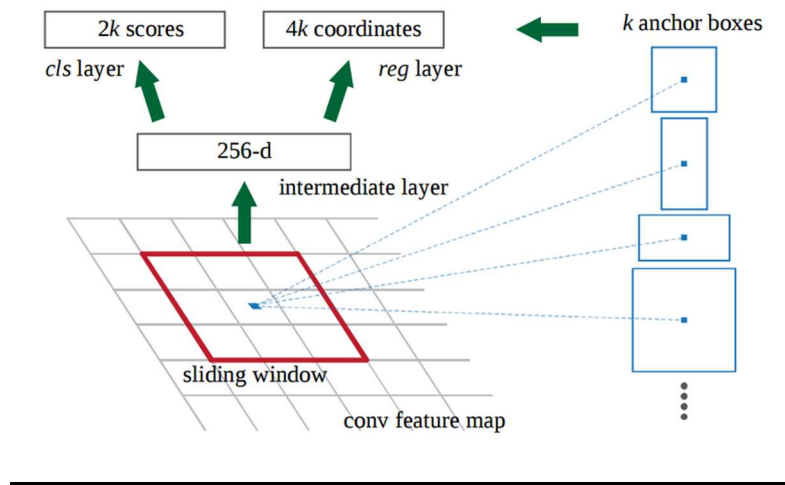 2k scores
4k coordinates
k anchor boxes
cls layer
reg layer
256-d
intermediate layer
sliding window
conv feature map